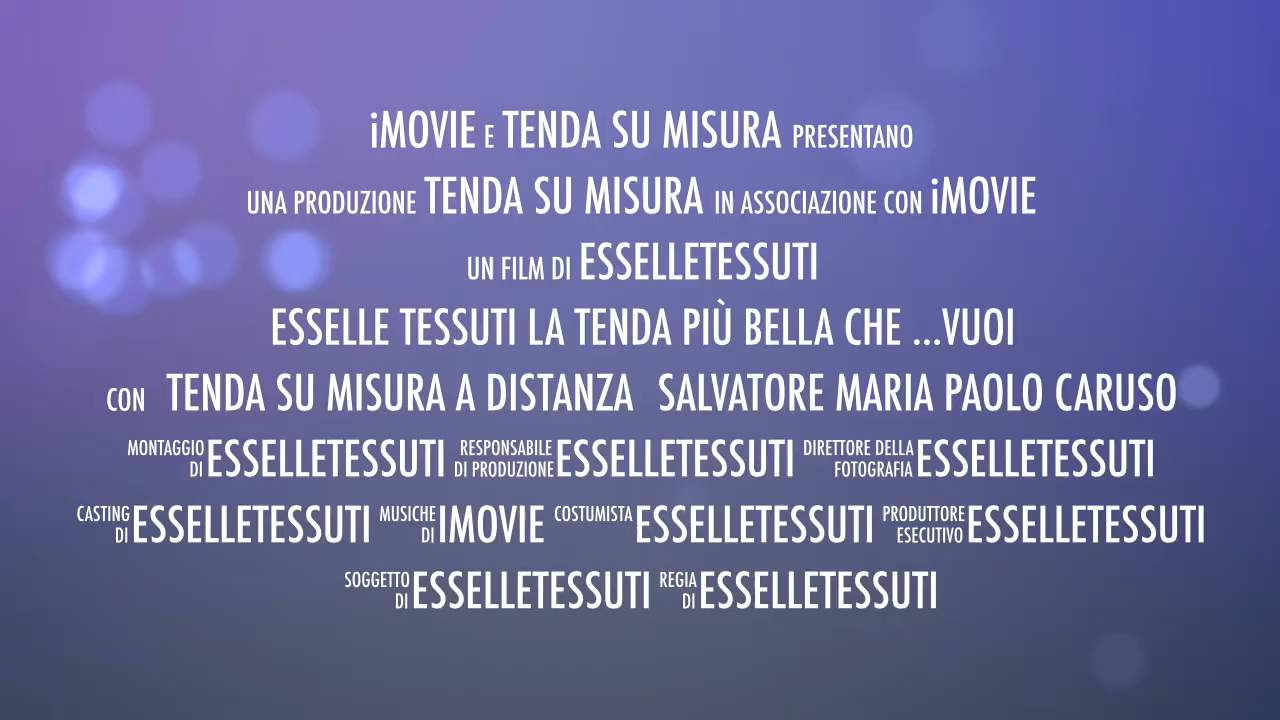 iMOVIE E TENDA SU MISURA PRESENTANO
UNA PRODUZIONE TENDA SU MISURA IN ASSOCIAZIONE CON iMOVIE
UN FILM DI ESSELLETESSUTI
ESSELLE TESSUTI LA TENDA PIÙ BELLA CHE ...VUOI
CON TENDA SU MISURA A DISTANZA SALVATORE MARIA PAOLO CARUSO
MONTAGGIO DI ESSELLETESSUTI RESPONSABILE DI PRODUZIONE ESSELLETESSUTI DIRETTORE DELLA FOTOGRAFIA ESSELLETESSUTI
CASTING DI ESSELLETESSUTI MUSICHE DI IMOVIE COSTUMISTA ESSELLETESSUTI PRODUTTORE ESECUTIVO ESSELLETESSUTI
SOGGETTO DI ESSELLETESSUTI REGIA DI ESSELLETESSUTI